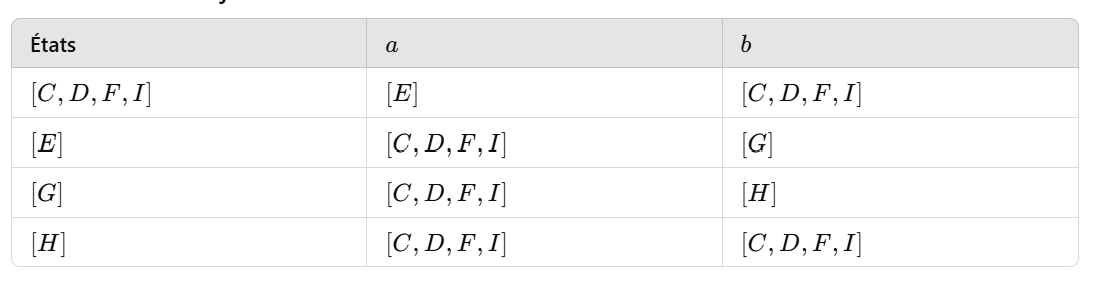 États a b
[C, D, F, I] [E] [C, D, F, I]
[E] [C, D, F, I] [G]
[G] [C, D, F, I] [H]
[H] [C, D, F, I] [C, D, F, I]